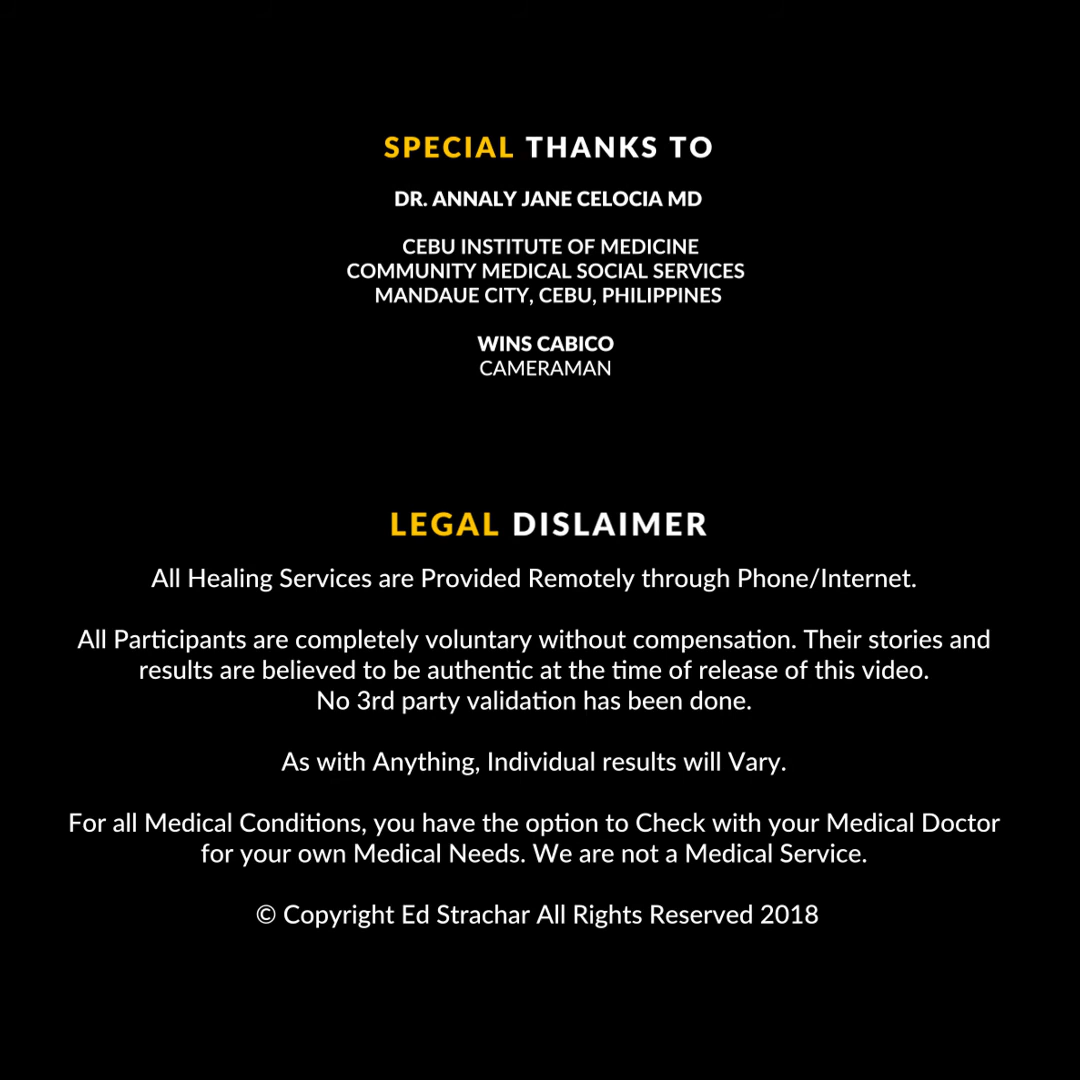 SPECIAL THANKS TO
DR. ANNALY JANE CELOCIA MD
CEBU INSTITUTE OF MEDICINE
COMMUNITY MEDICAL SOCIAL SERVICES
MANDAUE CITY, CEBU, PHILIPPINES
WINS CABICO
CAMERAMAN
LEGAL DISLAIMER
All Healing Services are Provided Remotely through Phone/Internet.
All Participants are completely voluntary without compensation. Their stories and
results are believed to be authentic at the time of release of this video.
No 3rd party validation has been done.
As with Anything, Individual results will Vary.
For all Medical Conditions, you have the option to Check with your Medical Doctor
for your own Medical Needs. We are not a Medical Service.
© Copyright Ed Strachar All Rights Reserved 2018